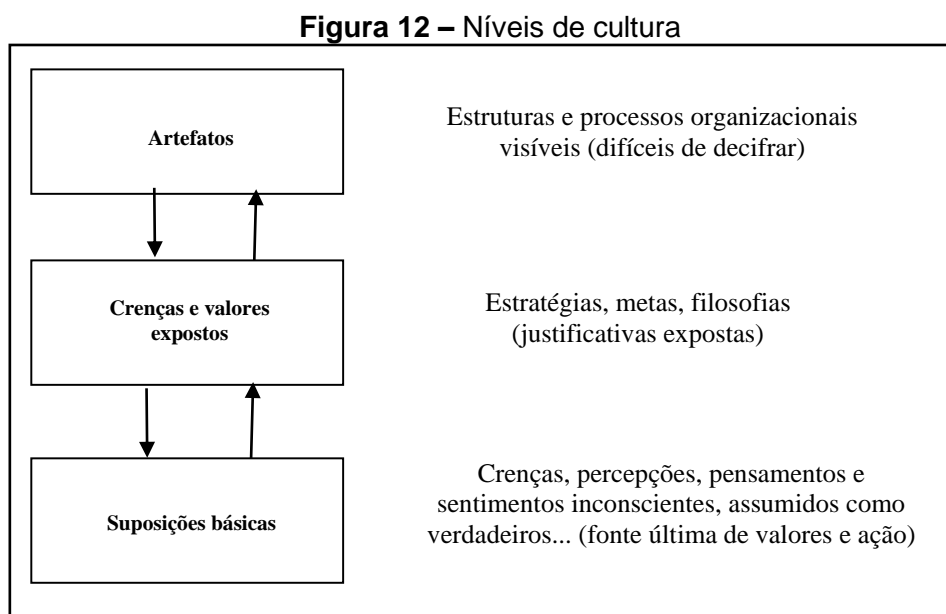 Figura 12 – Níveis de cultura
Artefatos
Estruturas e processos organizacionais
visíveis (difíceis de decifrar)
Crenças e valores
expostos
Estratégias, metas, filosofias
(justificativas expostas)
Suposições básicas
Crenças, percepções, pensamentos e
sentimentos inconscientes, assumidos como
verdadeiros... (fonte última de valores e ação)